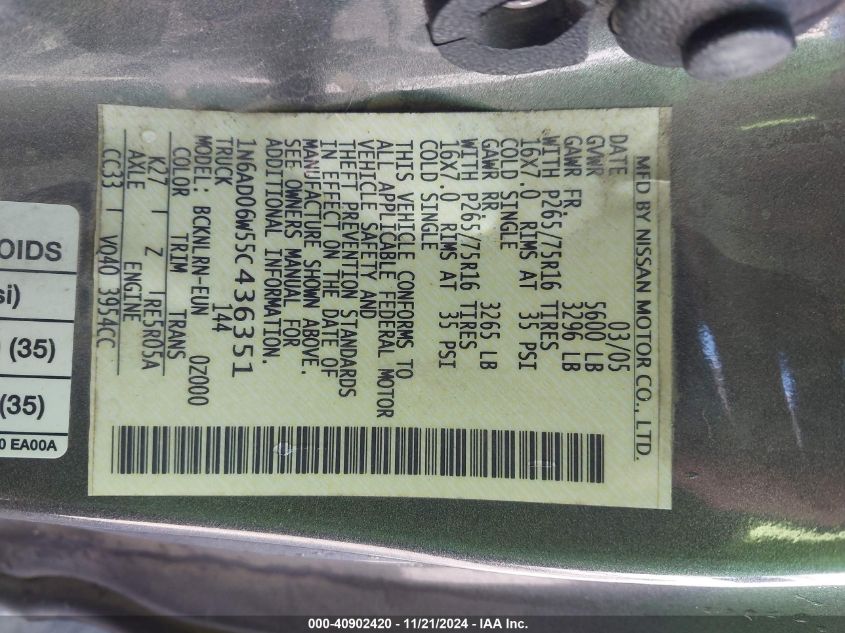 MFD BY NISSAN MOTOR CO., LTD.
DATE 03/05
GVWR 5600 LB
GAWR FR. 3296 LB
WITH P265/75R16 TIRES
16X7.0 RIMS AT 35 PSI
COLD SINGLE
GAWR RR. 3265 LB
WITH P265/75R16 TIRES
16X7.0 RIMS AT 35 PSI
COLD SINGLE
THIS VEHICLE CONFORMS TO
ALL APPLICABLE FEDERAL MOTOR
VEHICLE SAFETY AND
THEFT PREVENTION STANDARDS
IN EFFECT ON THE DATE OF
MANUFACTURE SHOWN ABOVE.
SEE OWNERS MANUAL FOR
ADDITIONAL INFORMATION.
1N6AD06W55C436351
TRUCK 144
MODEL: BCKNLRN-EUN 0Z000
COLOR TRIM TRANS
K27 I Z IRE5R05A
AXLE ENGINE
CC33 I VQ40 3954CC
OIDS
si)
(35)
(35)
0 EA00A
000-40902420 - 11/21/2024 - IAA Inc.